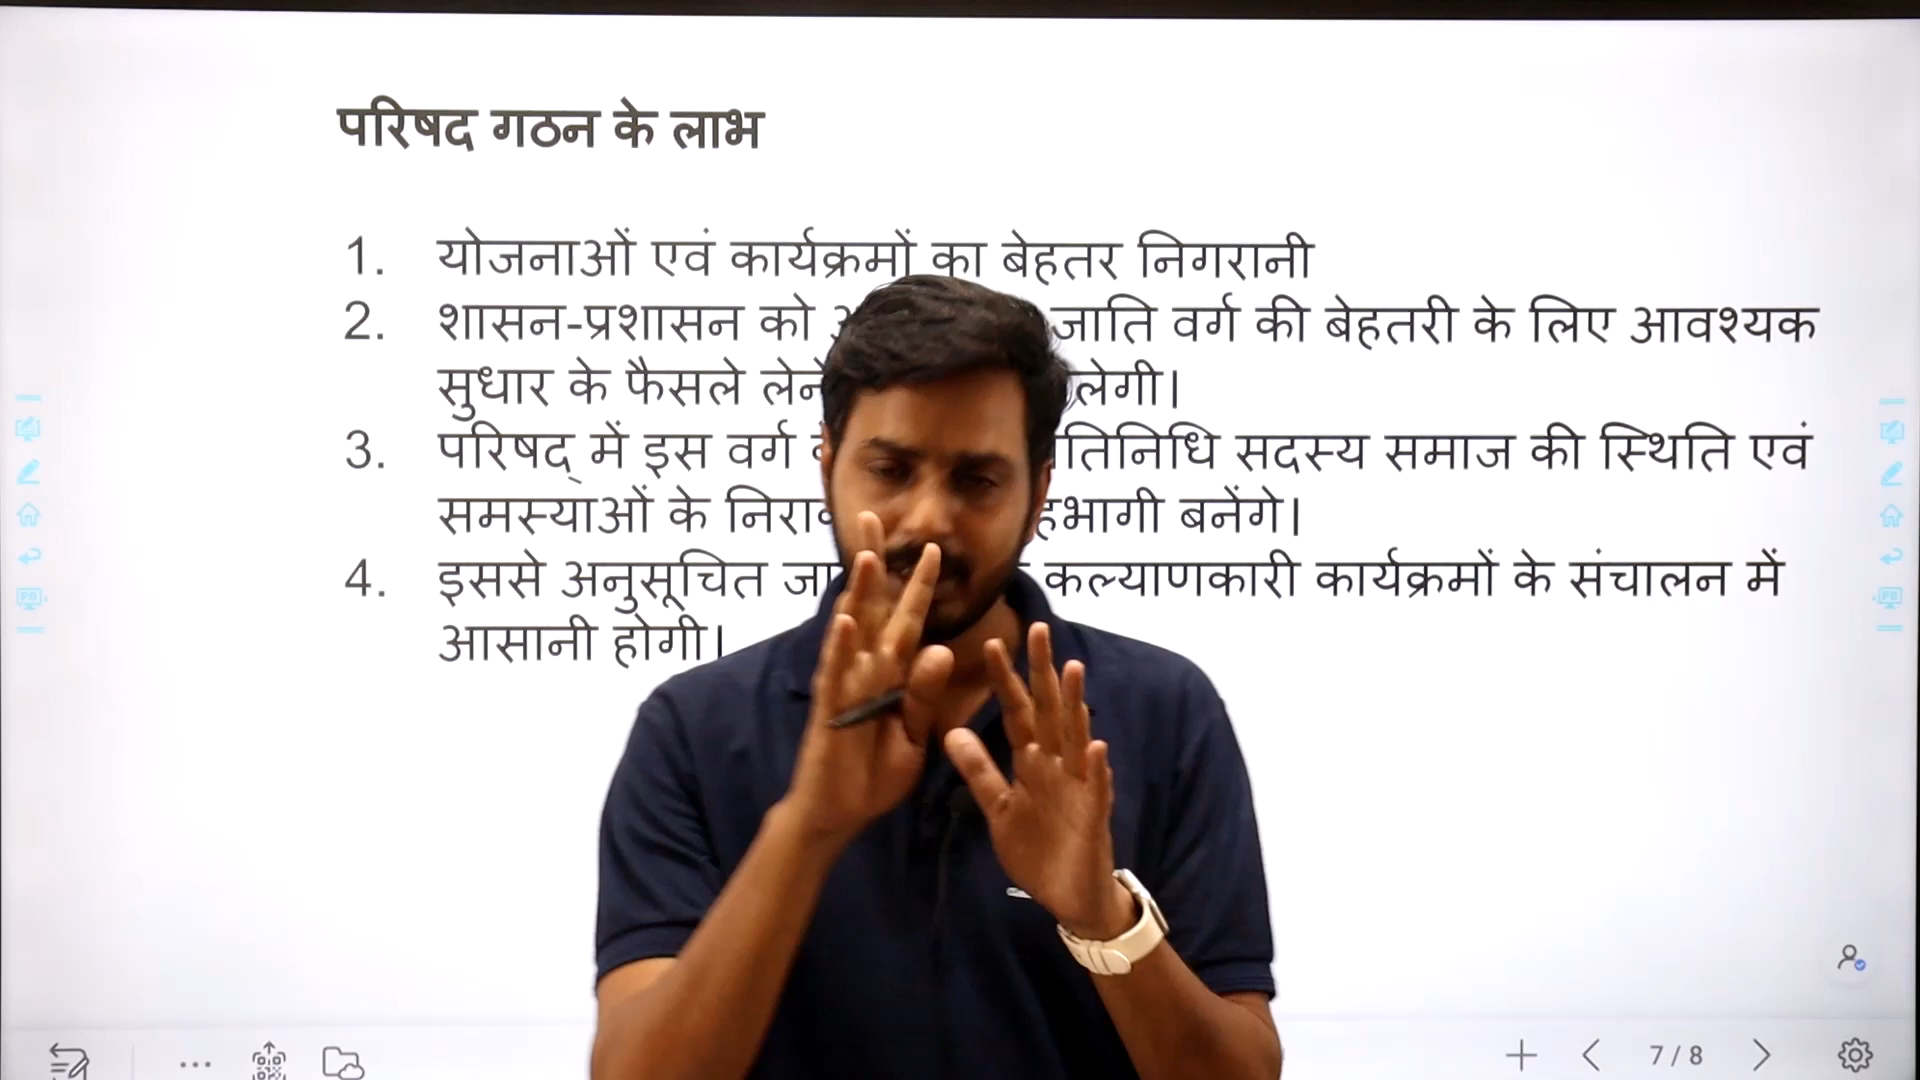 परिषद गठन के लाभ
1. योजनाओं एवं कार्यक्रमों का बेहतर निगरानी
2. शासन-प्रशासन को जाति वर्ग की बेहतरी के लिए आवश्यक
सुधार के फैसले
3. परिषद् में इस वर्ग सदस्य समाज की स्थिति एवं
समस्याओं के बनेंगे।
4. इससे अनुसूचित कल्याणकारी कार्यक्रमों के संचालन में
आसानी होगी।
7/8